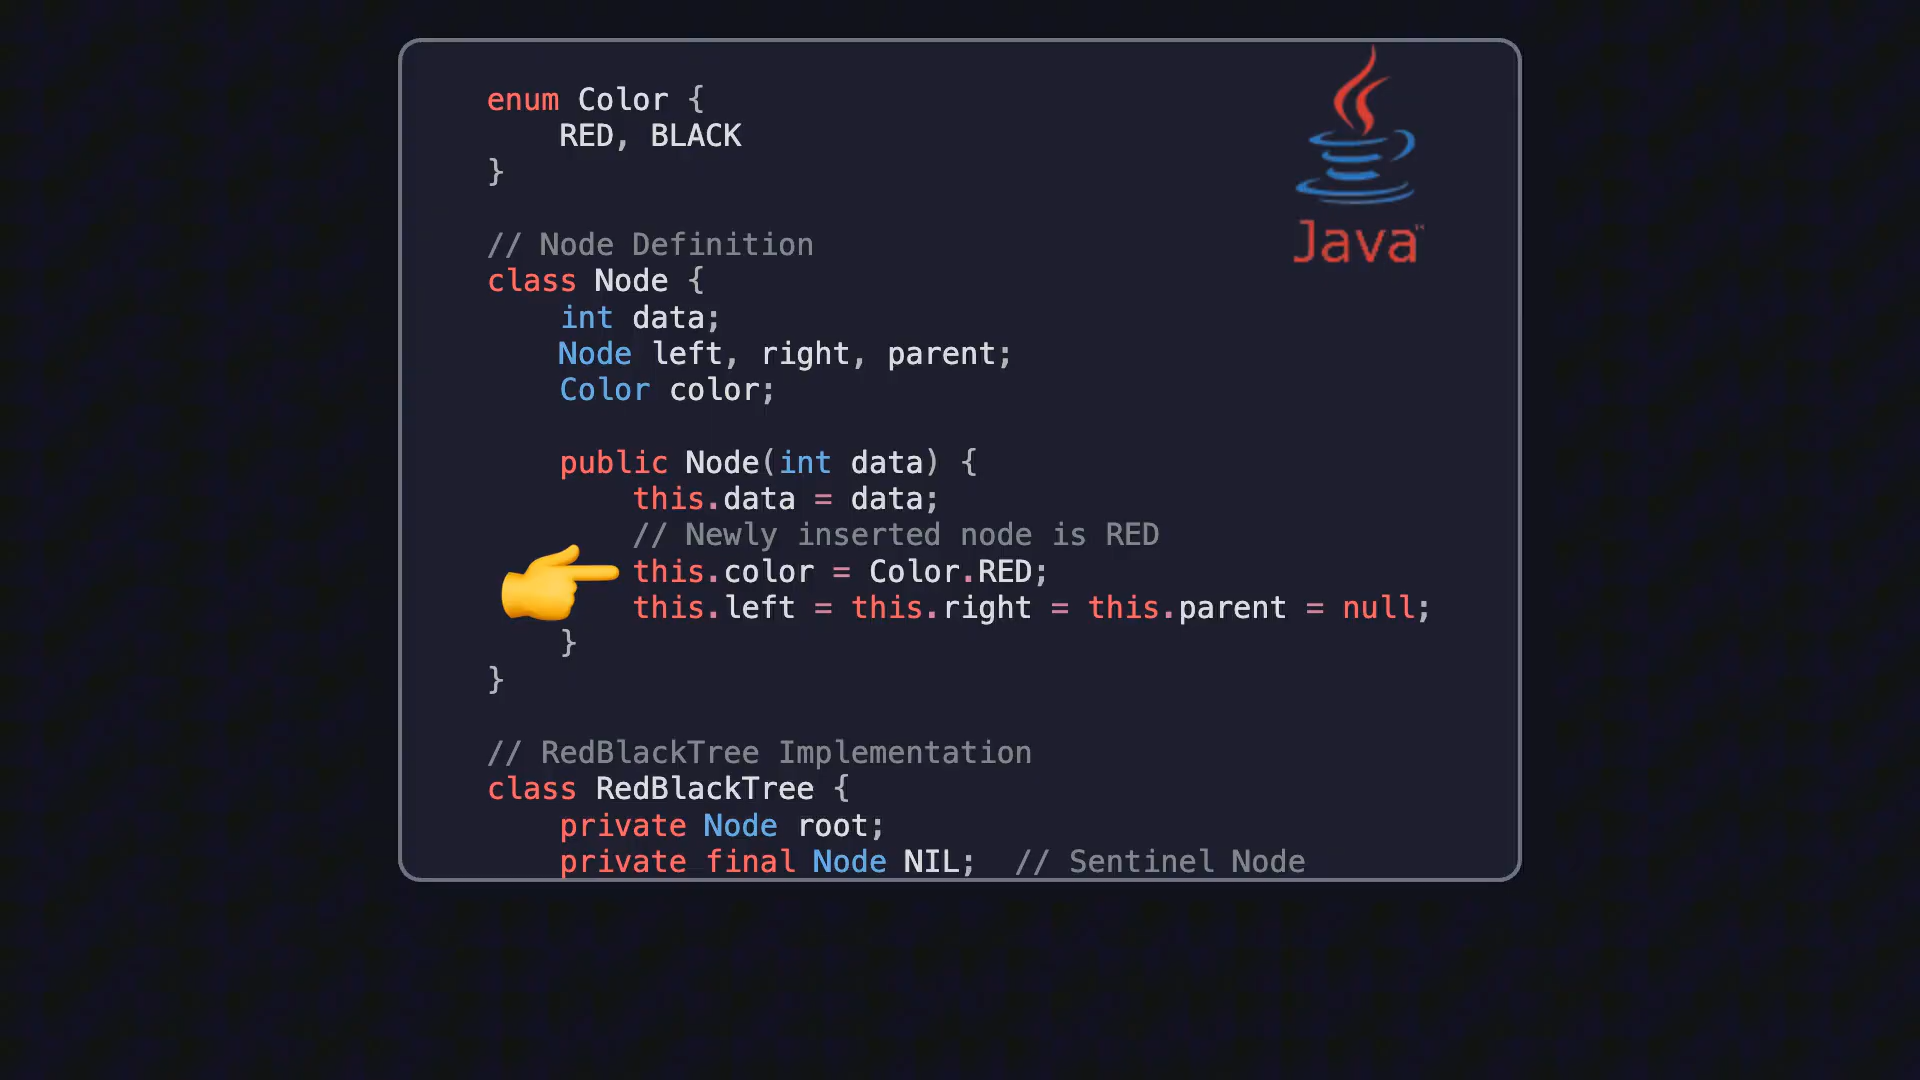 enum Color {
    RED, BLACK
}
Java™
// Node Definition
class Node {
    int data;
    Node left, right, parent;
    Color color;
    public Node(int data) {
        this.data = data;
        // Newly inserted node is RED
        this.color = Color.RED;
        this.left = this.right = this.parent = null;
    }
}
// RedBlackTree Implementation
class RedBlackTree {
    private Node root;
    private final Node NIL;  // Sentinel Node